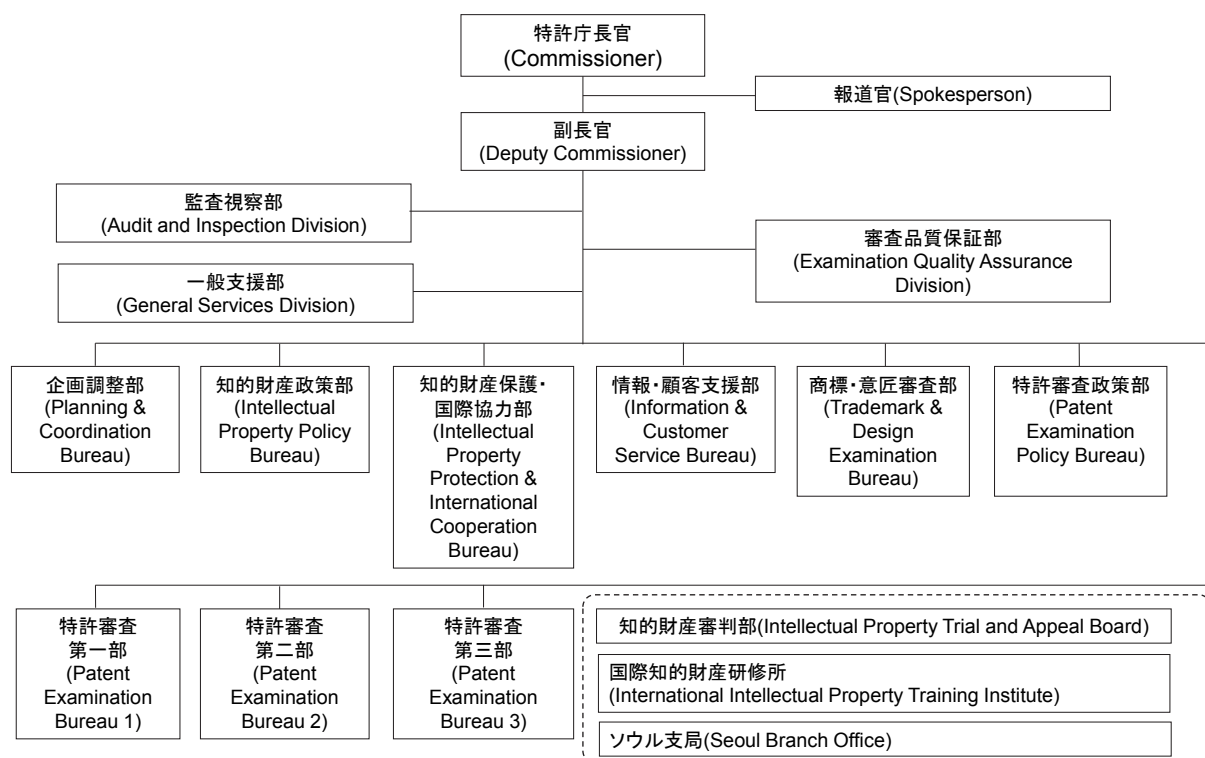 特許庁長官
(Commissioner)
報道官(Spokesperson)
副長官
(Deputy Commissioner)
監査視察部
(Audit and Inspection Division)
審査品質保証部
(Examination Quality Assurance
Division)
一般支援部
(General Services Division)
企画調整部
(Planning &
Coordination
Bureau)
知的財産政策部
(Intellectual
Property Policy
Bureau)
知的財産保護・
国際協力部
(Intellectual
Property
Protection &
International
Cooperation
Bureau)
情報・顧客支援部
(Information &
Customer
Service Bureau)
商標・意匠審査部
(Trademark &
Design
Examination
Bureau)
特許審査政策部
(Patent
Examination
Policy Bureau)
特許審査
第一部
(Patent
Examination
Bureau 1)
特許審査
第二部
(Patent
Examination
Bureau 2)
特許審査
第三部
(Patent
Examination
Bureau 3)
知的財産審判部(Intellectual Property Trial and Appeal Board)
国際知的財産研修所
(International Intellectual Property Training Institute)
ソウル支局(Seoul Branch Office)